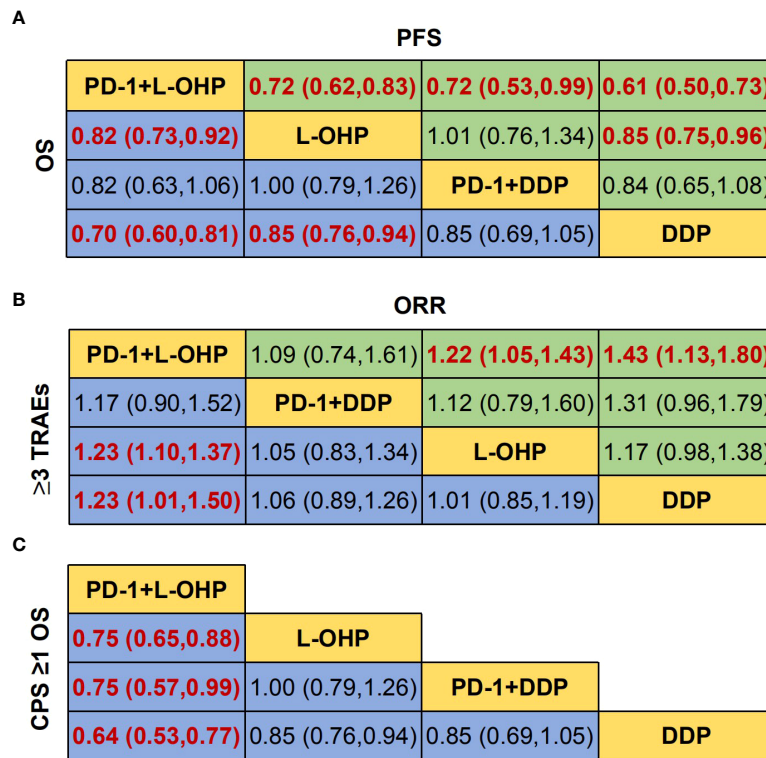 A
PFS
OS
PD-1+L-OHP 0.72 (0.62,0.83) 0.72 (0.53,0.99) 0.61 (0.50,0.73)
0.82 (0.73,0.92) L-OHP 1.01 (0.76,1.34) 0.85 (0.75,0.96)
0.82 (0.63,1.06) 1.00 (0.79,1.26) PD-1+DDP 0.84 (0.65,1.08)
0.70 (0.60,0.81) 0.85 (0.76,0.94) 0.85 (0.69,1.05) DDP
B
ORR
≥3 TRAEs
PD-1+L-OHP 1.09 (0.74,1.61) 1.22 (1.05,1.43) 1.43 (1.13,1.80)
1.17 (0.90,1.52) PD-1+DDP 1.12 (0.79,1.60) 1.31 (0.96,1.79)
1.23 (1.10,1.37) 1.05 (0.83,1.34) L-OHP 1.17 (0.98,1.38)
1.23 (1.01,1.50) 1.06 (0.89,1.26) 1.01 (0.85,1.19) DDP
C
CPS ≥1 OS
PD-1+L-OHP
0.75 (0.65,0.88) L-OHP
0.75 (0.57,0.99) 1.00 (0.79,1.26) PD-1+DDP
0.64 (0.53,0.77) 0.85 (0.76,0.94) 0.85 (0.69,1.05) DDP